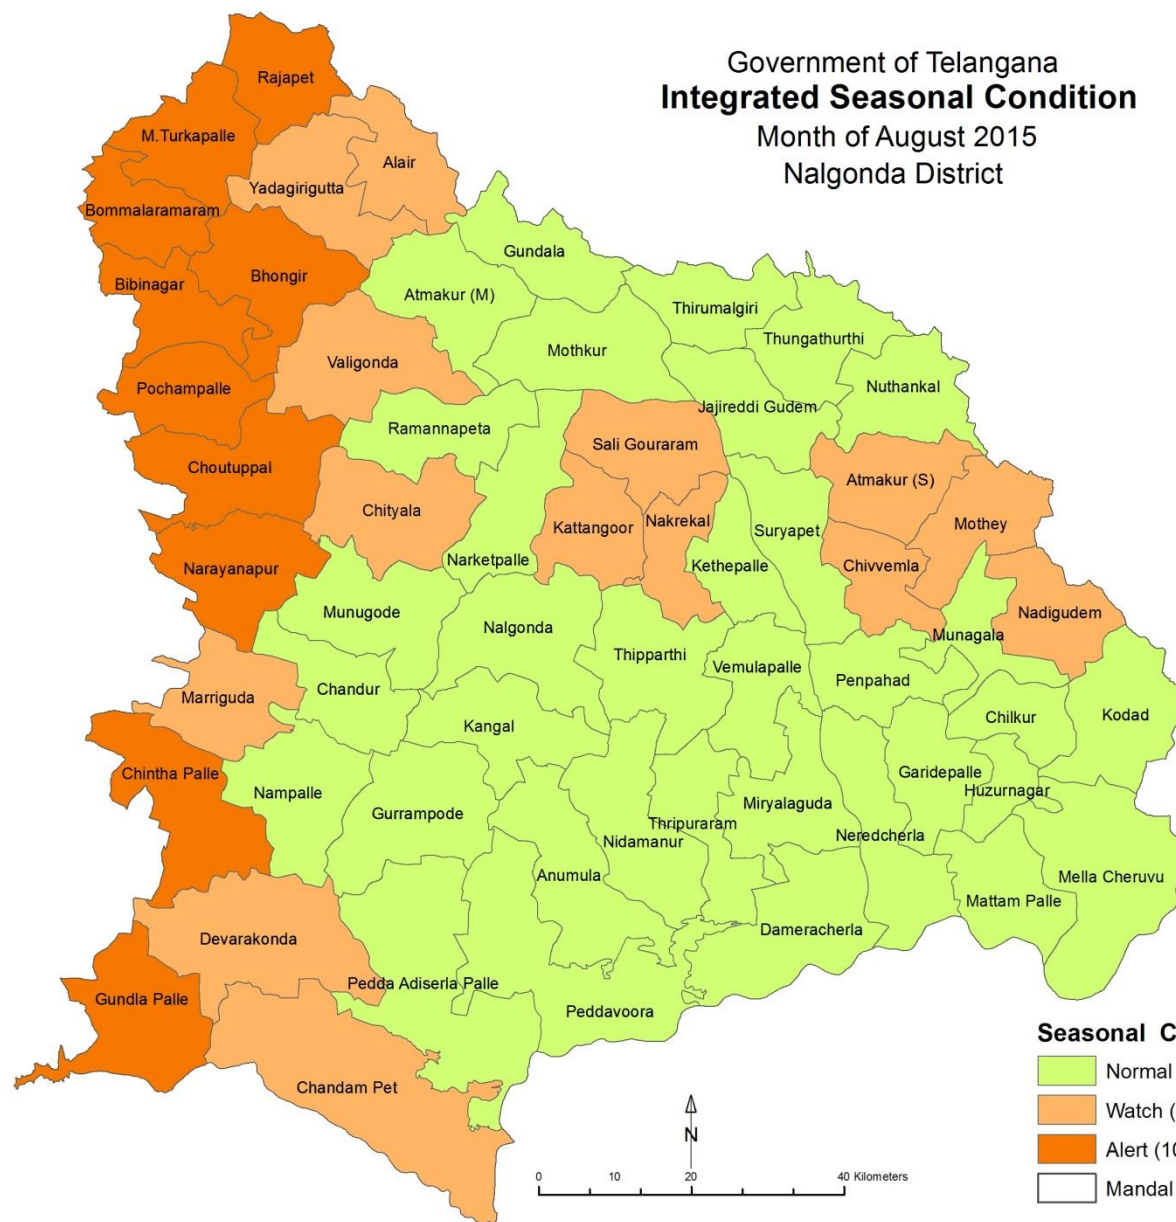 Government of Telangana
Integrated Seasonal Condition
Month of August 2015
Nalgonda District
Rajapet
M.Turkapalle
Alair
Yadagirigutta
Bommalaramaram
Gundala
Bhongir
Bibinagar
Atmakur (M)
Thirumalgiri
Thungathurthi
Mothkur
Valigonda
Nuthankal
Pochampalle
Jajireddi Gudem
Ramannapeta
Sali Gouraram
Choutuppal
Atmakur (S)
Chityala
Nakrekal
Mothey
Kattangoor
Suryapet
Narketpalle
Kethepalle
Chivvemla
Narayanapur
Munugode
Nadigudem
Nalgonda
Munagala
Thipparthi
Vemulapalle
Penpahad
Chandur
Marriguda
Kangal
Chilkur
Kodad
Chintha Palle
Garidepalle
Nampalle
Huzurnagar
Gurrampode
Miryalaguda
Thripuraram
Nidamanur
Neredcherla
Anumula
Mella Cheruvu
Mattam Palle
Dameracherla
Devarakonda
Pedda Adiserla Palle
Gundla Palle
Peddavoora
Chandam Pet
Seasonal C
Normal
Watch (
Alert (10
Mandal
N
0 10 20 40 Kilometers